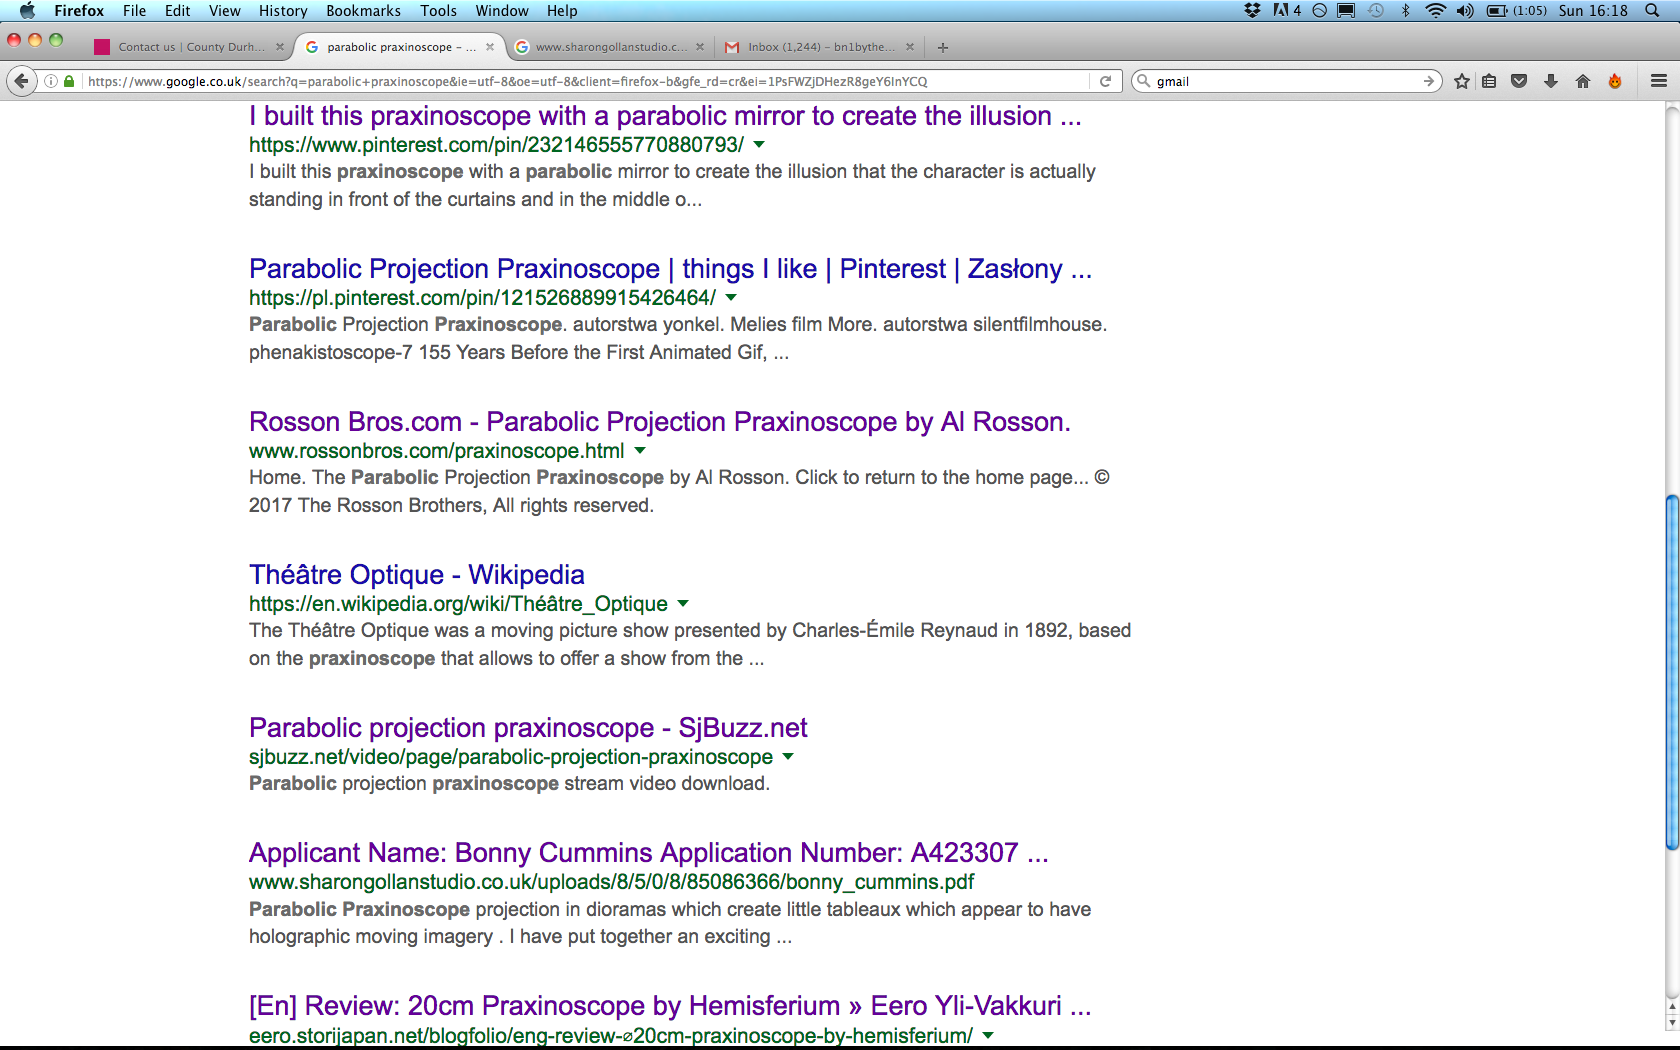 Firefox File Edit View History Bookmarks Tools Window Help 4 (1:05) Sun 16:18
Contact us | County Durh... parabolic praxinoscope – ... www.sharongollanstudio.c... Inbox (1,244) – bn1bythe...
https://www.google.co.uk/search?q=parabolic+praxinoscope&ie=utf-8&oe=utf-8&client=firefox-b&gfe_rd=cr&ei=1PsFWZjDHezR8geY6InYCQ gmail
I built this praxinoscope with a parabolic mirror to create the illusion ...
https://www.pinterest.com/pin/232146555770880793/
I built this praxinoscope with a parabolic mirror to create the illusion that the character is actually
standing in front of the curtains and in the middle o...
Parabolic Projection Praxinoscope | things I like | Pinterest | Zasłony ...
https://pl.pinterest.com/pin/121526889915426464/
Parabolic Projection Praxinoscope. autorstwa yonkel. Melies film More. autorstwa silentfilmhouse.
phenakistoscope-7 155 Years Before the First Animated Gif, ...
Rosson Bros.com - Parabolic Projection Praxinoscope by Al Rosson.
www.rossonbros.com/praxinoscope.html
Home. The Parabolic Projection Praxinoscope by Al Rosson. Click to return to the home page... ©
2017 The Rosson Brothers, All rights reserved.
Théâtre Optique - Wikipedia
https://en.wikipedia.org/wiki/Théâtre_Optique
The Théâtre Optique was a moving picture show presented by Charles-Émile Reynaud in 1892, based
on the praxinoscope that allows to offer a show from the ...
Parabolic projection praxinoscope - SjBuzz.net
sjbuzz.net/video/page/parabolic-projection-praxinoscope
Parabolic projection praxinoscope stream video download.
Applicant Name: Bonny Cummins Application Number: A423307 ...
www.sharongollanstudio.co.uk/uploads/8/5/0/8/85086366/bonny_cummins.pdf
Parabolic Praxinoscope projection in dioramas which create little tableaux which appear to have
holographic moving imagery . I have put together an exciting ...
[En] Review: 20cm Praxinoscope by Hemisferium » Eero Yli-Vakkuri ...
eero.storijapan.net/blogfolio/eng-review-⌀20cm-praxinoscope-by-hemisferium/